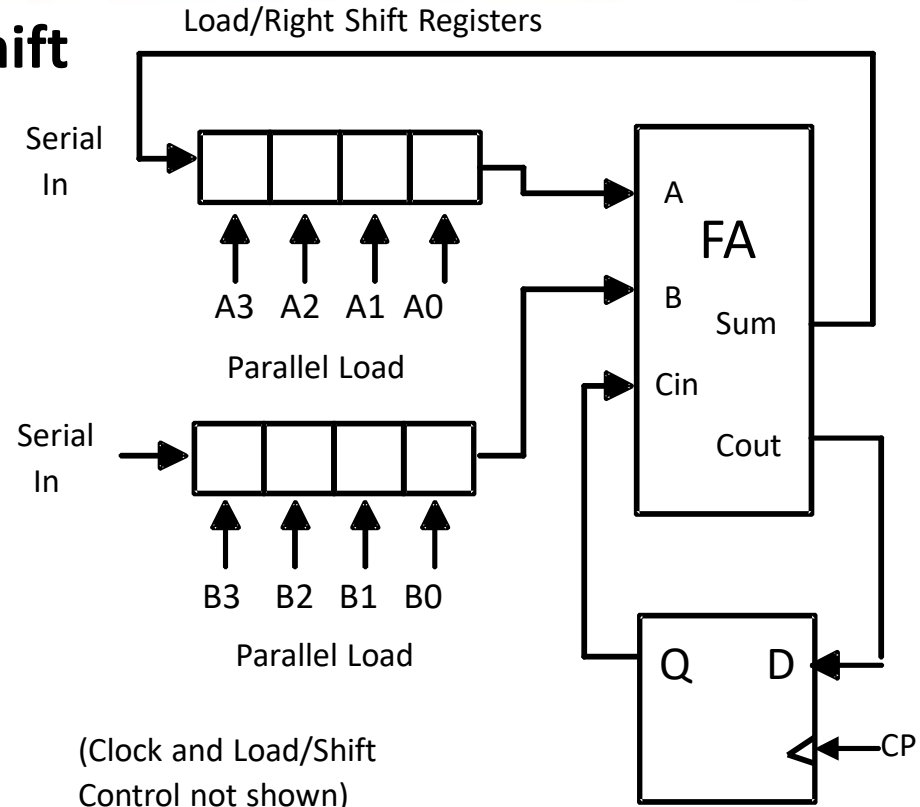 Load/Right Shift Registers
hift
Serial
In
A3 A2 A1 A0
Parallel Load
A
FA
B
Sum
Cin
Cout
Serial
In
B3 B2 B1 B0
Parallel Load
Q D
CP
(Clock and Load/Shift
Control not shown)